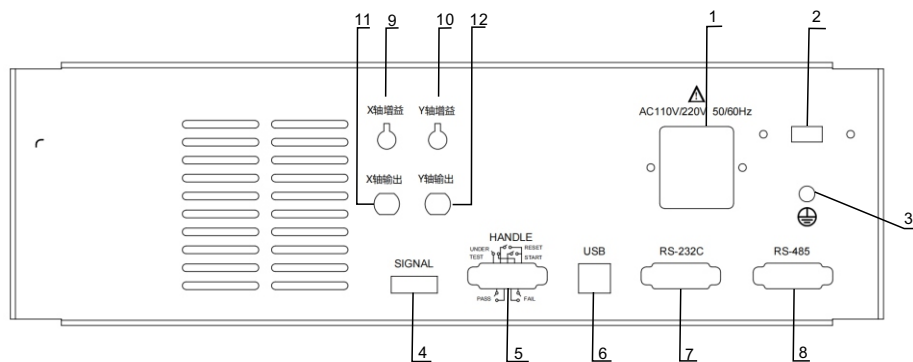 11 9 10 12 1 2
X轴增益 Y轴增益
AC110V/220V 50/60Hz
X轴输出 Y轴输出
3
HANDLE
UNDER TEST
RESET
START
SIGNAL
USB
RS-232C
RS-485
PASS
FAIL
4 5 6 7 8